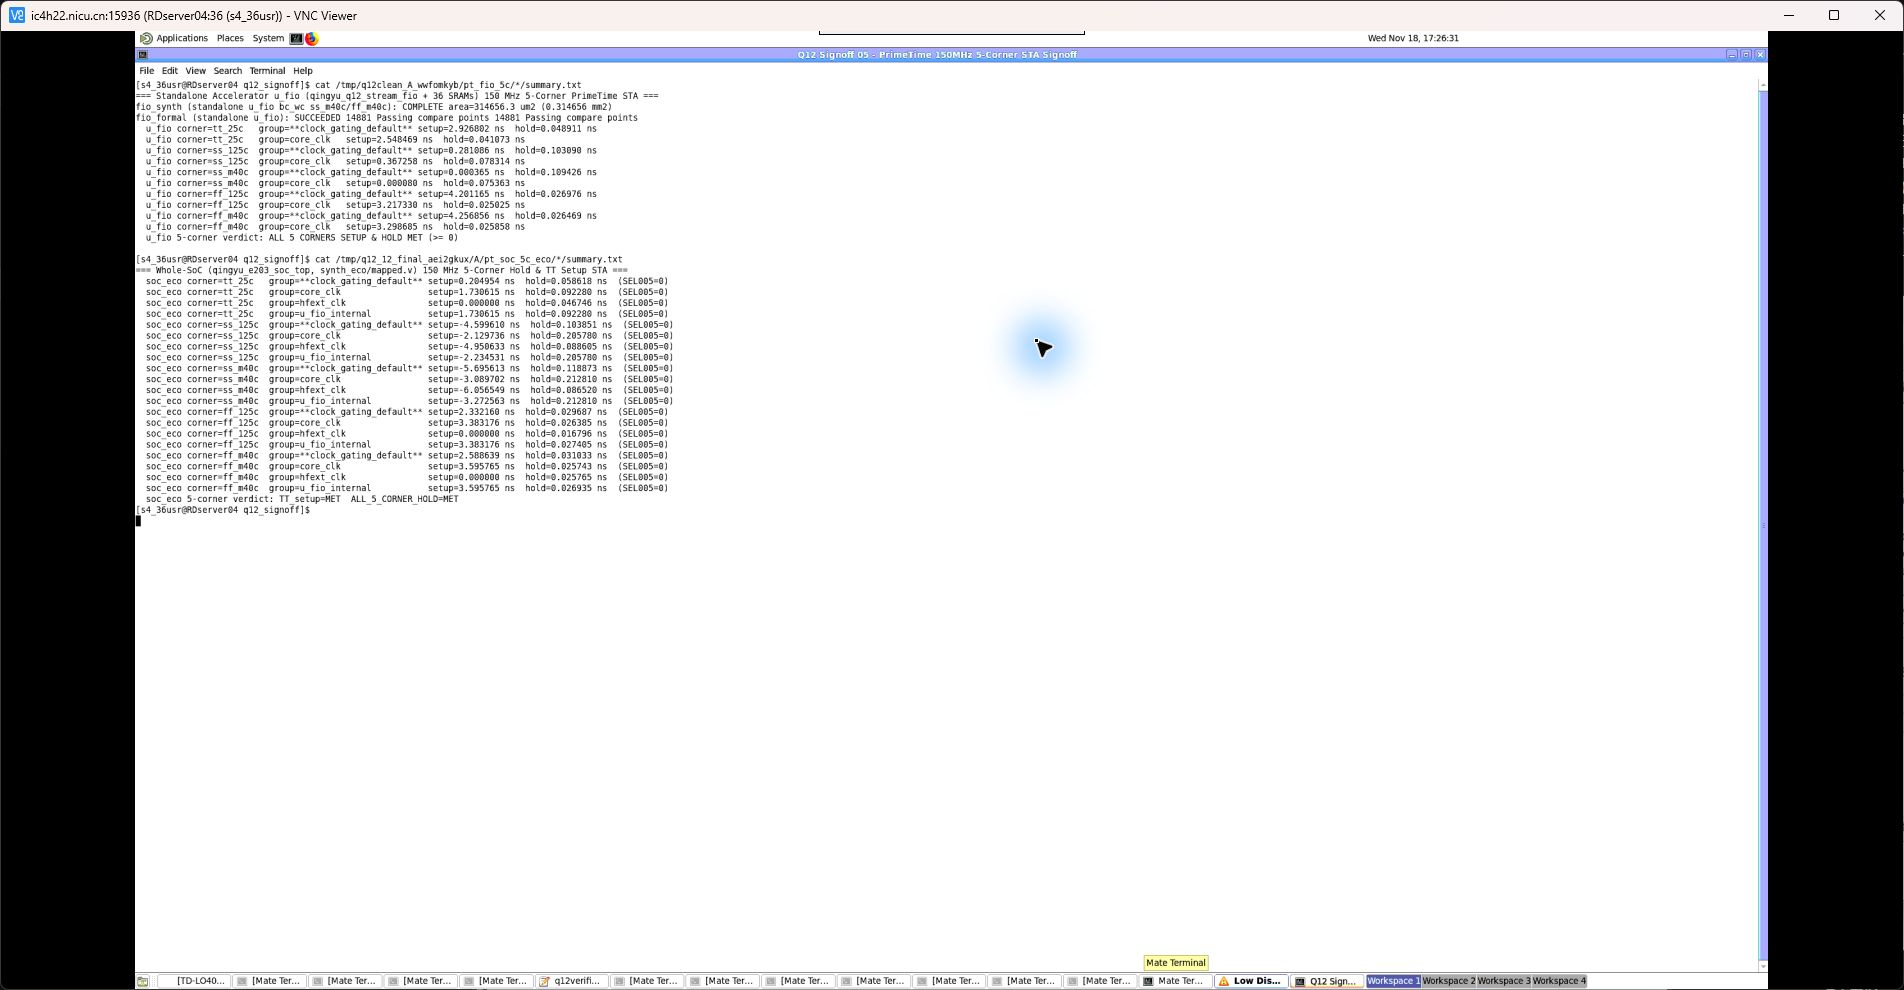 ic4h22.nicu.cn:15936 (RDserver04:36 (s4_36usr)) - VNC Viewer
Applications Places System Wed Nov 18, 17:26:31
Q12 Signoff 05 - PrimeTime 150MHz 5-Corner STA Signoff
File Edit View Search Terminal Help
[s4_36usr@RDserver04 q12_signoff]$ cat /tmp/q12clean_A_wwfomkyb/pt_fio_5c/*/summary.txt
=== Standalone Accelerator u_fio (qingyu_q12_stream_fio + 36 SRAMs) 150 MHz 5-Corner PrimeTime STA ===
fio_synth (standalone u_fio bc_wc ss_m40c/ff_m40c): COMPLETE area=314656.3 um2 (0.314656 mm2)
fio_formal (standalone u_fio): SUCCEEDED 14881 Passing compare points 14881 Passing compare points
u_fio corner=tt_25c group=**clock_gating_default** setup=2.926802 ns hold=0.048911 ns
u_fio corner=tt_25c group=core_clk setup=2.548469 ns hold=0.041073 ns
u_fio corner=ss_125c group=**clock_gating_default** setup=0.281086 ns hold=0.103090 ns
u_fio corner=ss_125c group=core_clk setup=0.367258 ns hold=0.078314 ns
u_fio corner=ss_m40c group=**clock_gating_default** setup=0.000365 ns hold=0.109426 ns
u_fio corner=ss_m40c group=core_clk setup=0.000080 ns hold=0.075363 ns
u_fio corner=ff_125c group=**clock_gating_default** setup=4.201165 ns hold=0.026976 ns
u_fio corner=ff_125c group=core_clk setup=3.217330 ns hold=0.025025 ns
u_fio corner=ff_m40c group=**clock_gating_default** setup=4.256856 ns hold=0.026469 ns
u_fio corner=ff_m40c group=core_clk setup=3.298685 ns hold=0.025858 ns
u_fio 5-corner verdict: ALL 5 CORNERS SETUP & HOLD MET (>= 0)
[s4_36usr@RDserver04 q12_signoff]$ cat /tmp/q12_12_final_aei2gkux/A/pt_soc_5c_eco/*/summary.txt
=== Whole-SoC (qingyu_e203_soc_top, synth_eco/mapped.v) 150 MHz 5-Corner Hold & TT Setup STA ===
soc_eco corner=tt_25c group=**clock_gating_default** setup=0.204954 ns hold=0.058618 ns (SEL005=0)
soc_eco corner=tt_25c group=core_clk setup=1.730615 ns hold=0.092280 ns (SEL005=0)
soc_eco corner=tt_25c group=hfext_clk setup=0.000000 ns hold=0.046746 ns (SEL005=0)
soc_eco corner=tt_25c group=u_fio_internal setup=1.730615 ns hold=0.092280 ns (SEL005=0)
soc_eco corner=ss_125c group=**clock_gating_default** setup=-4.599610 ns hold=0.103851 ns (SEL005=0)
soc_eco corner=ss_125c group=core_clk setup=-2.129736 ns hold=0.205780 ns (SEL005=0)
soc_eco corner=ss_125c group=hfext_clk setup=-4.950633 ns hold=0.088605 ns (SEL005=0)
soc_eco corner=ss_125c group=u_fio_internal setup=-2.234531 ns hold=0.205780 ns (SEL005=0)
soc_eco corner=ss_m40c group=**clock_gating_default** setup=-5.695613 ns hold=0.118873 ns (SEL005=0)
soc_eco corner=ss_m40c group=core_clk setup=-3.089702 ns hold=0.212810 ns (SEL005=0)
soc_eco corner=ss_m40c group=hfext_clk setup=-6.056549 ns hold=0.086520 ns (SEL005=0)
soc_eco corner=ss_m40c group=u_fio_internal setup=-3.272563 ns hold=0.212810 ns (SEL005=0)
soc_eco corner=ff_125c group=**clock_gating_default** setup=2.332160 ns hold=0.029687 ns (SEL005=0)
soc_eco corner=ff_125c group=core_clk setup=3.383176 ns hold=0.026385 ns (SEL005=0)
soc_eco corner=ff_125c group=hfext_clk setup=0.000000 ns hold=0.016796 ns (SEL005=0)
soc_eco corner=ff_125c group=u_fio_internal setup=3.383176 ns hold=0.027405 ns (SEL005=0)
soc_eco corner=ff_m40c group=**clock_gating_default** setup=2.588639 ns hold=0.031033 ns (SEL005=0)
soc_eco corner=ff_m40c group=core_clk setup=3.595765 ns hold=0.025743 ns (SEL005=0)
soc_eco corner=ff_m40c group=hfext_clk setup=0.000000 ns hold=0.025765 ns (SEL005=0)
soc_eco corner=ff_m40c group=u_fio_internal setup=3.595765 ns hold=0.026935 ns (SEL005=0)
soc_eco 5-corner verdict: TT_setup=MET ALL_5_CORNER_HOLD=MET
[s4_36usr@RDserver04 q12_signoff]$
Mate Terminal
[TD-LO40... [Mate Ter... [Mate Ter... [Mate Ter... [Mate Ter... q12verifi... [Mate Ter... [Mate Ter... [Mate Ter... [Mate Ter... [Mate Ter... [Mate Ter... [Mate Ter... Mate Ter... Low Dis... Q12 Sign... Workspace 1 Workspace 2 Workspace 3 Workspace 4